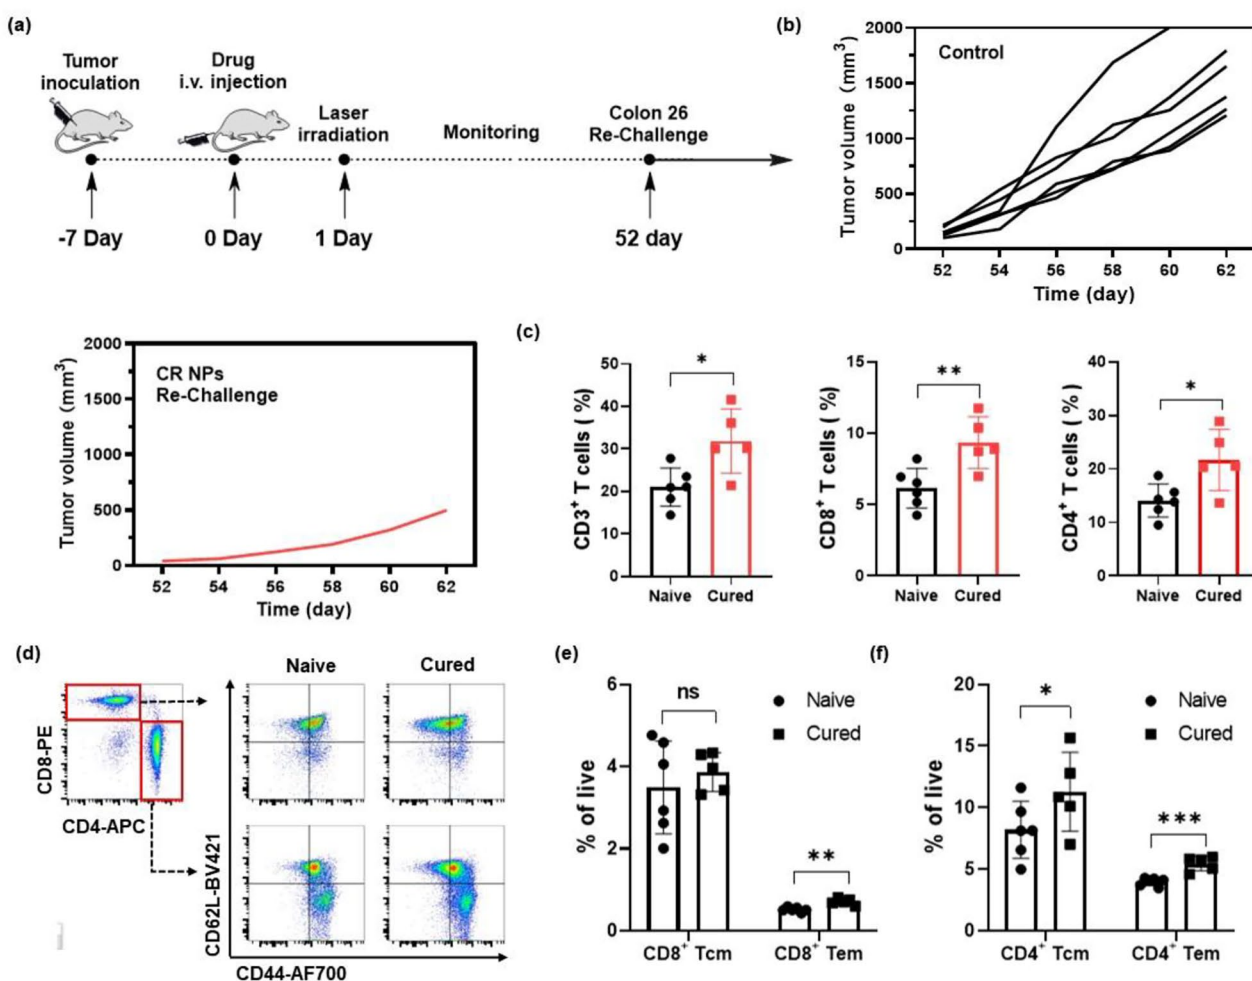 (a)
Tumor
inoculation
Drug
i.v. injection
Laser
irradiation
Monitoring
Colon 26
Re-Challenge
-7 Day
0 Day
1 Day
52 day
(b)
Tumor volume (mm³)
2000
1500
1000
500
0
Control
52 54 56 58 60 62
Time (day)
Tumor volume (mm³)
2000
1500
1000
500
0
CR NPs
Re-Challenge
52 54 56 58 60 62
Time (day)
(c)
CD3⁺ T cells ( %)
50
40
30
20
10
0
*
Naive Cured
CD8⁺ T cells ( %)
15
10
5
0
**
Naive Cured
CD4⁺ T cells ( % )
40
30
20
10
0
*
Naive Cured
(d)
CD8-PE
CD4-APC
Naive Cured
CD62L-BV421
CD44-AF700
(e)
% of live
6
4
2
0
ns
**
Naive
Cured
CD8⁺ Tcm CD8⁺ Tem
(f)
% of live
20
15
10
5
0
*
***
Naive
Cured
CD4⁺ Tcm CD4⁺ Tem